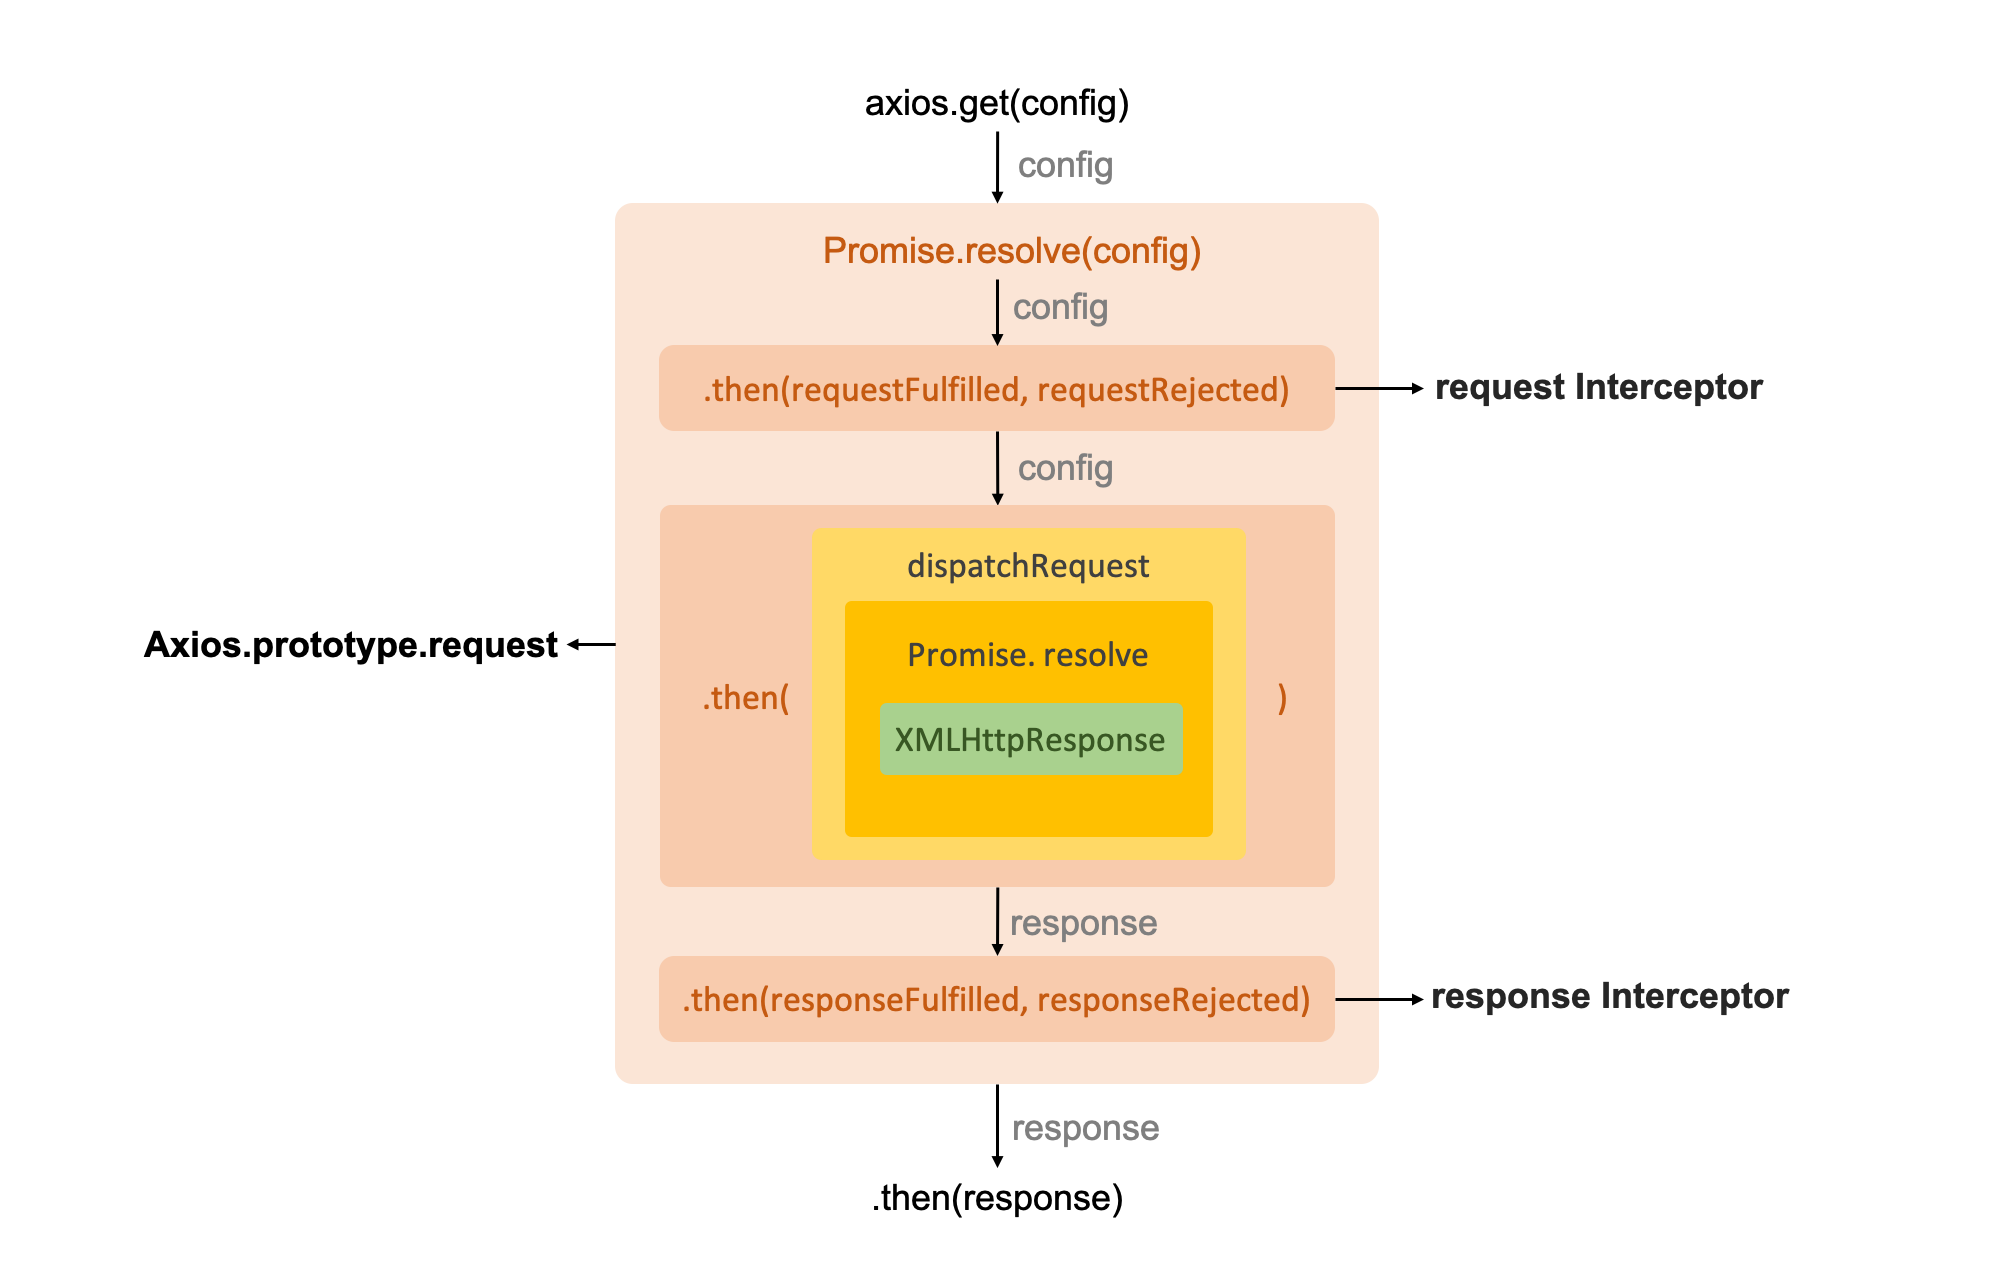 axios.get(config)
config
Promise.resolve(config)
config
.then(requestFulfilled, requestRejected)
request Interceptor
config
dispatchRequest
Promise. resolve
Axios.prototype.request
.then(
)
XMLHttpResponse
response
.then(responseFulfilled, responseRejected)
response Interceptor
response
.then(response)